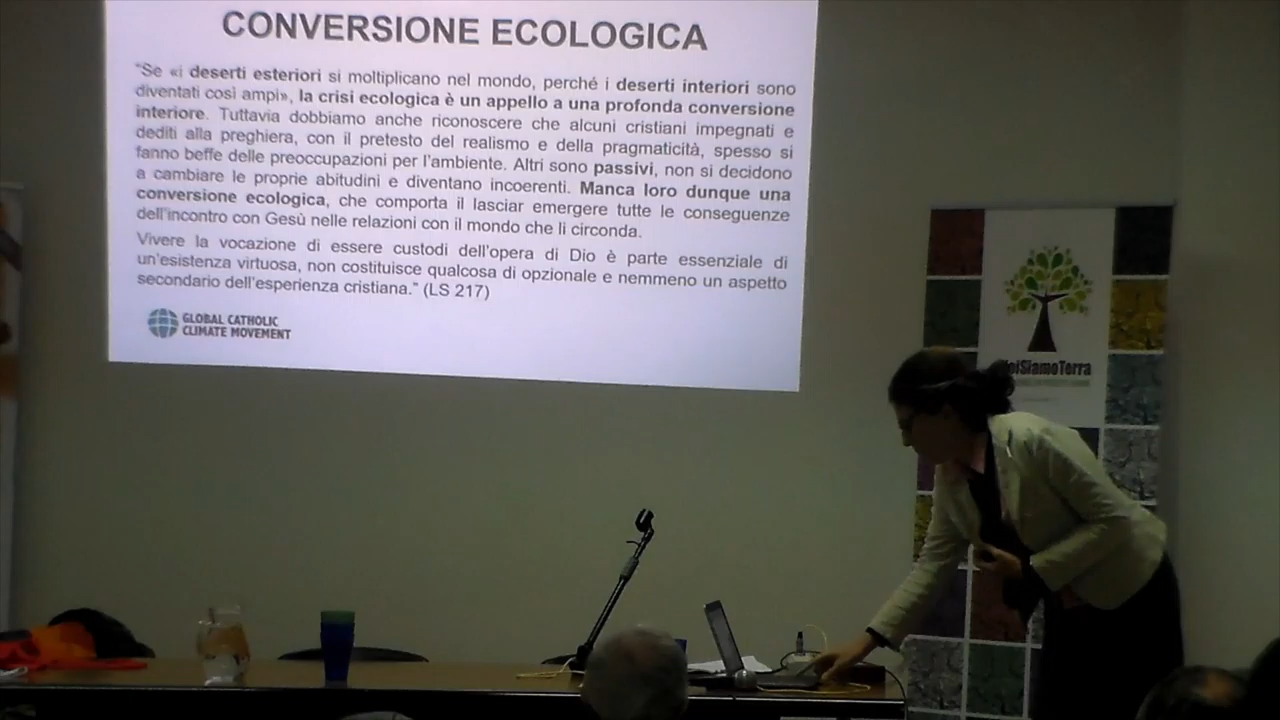 CONVERSIONE ECOLOGICA
"Se «i deserti esteriori si moltiplicano nel mondo, perché i deserti interiori sono
diventati così ampi», la crisi ecologica è un appello a una profonda conversione
interiore. Tuttavia dobbiamo anche riconoscere che alcuni cristiani impegnati e
dediti alla preghiera, con il pretesto del realismo e della pragmaticità, spesso si
fanno beffe delle preoccupazioni per l'ambiente. Altri sono passivi, non si decidono
a cambiare le proprie abitudini e diventano incoerenti. Manca loro dunque una
conversione ecologica, che comporta il lasciar emergere tutte le conseguenze
dell'incontro con Gesù nelle relazioni con il mondo che li circonda.
Vivere la vocazione di essere custodi dell'opera di Dio è parte essenziale di
un'esistenza virtuosa, non costituisce qualcosa di opzionale e nemmeno un aspetto
secondario dell'esperienza cristiana." (LS 217)
GLOBAL CATHOLIC
CLIMATE MOVEMENT
oiSiamoTerra